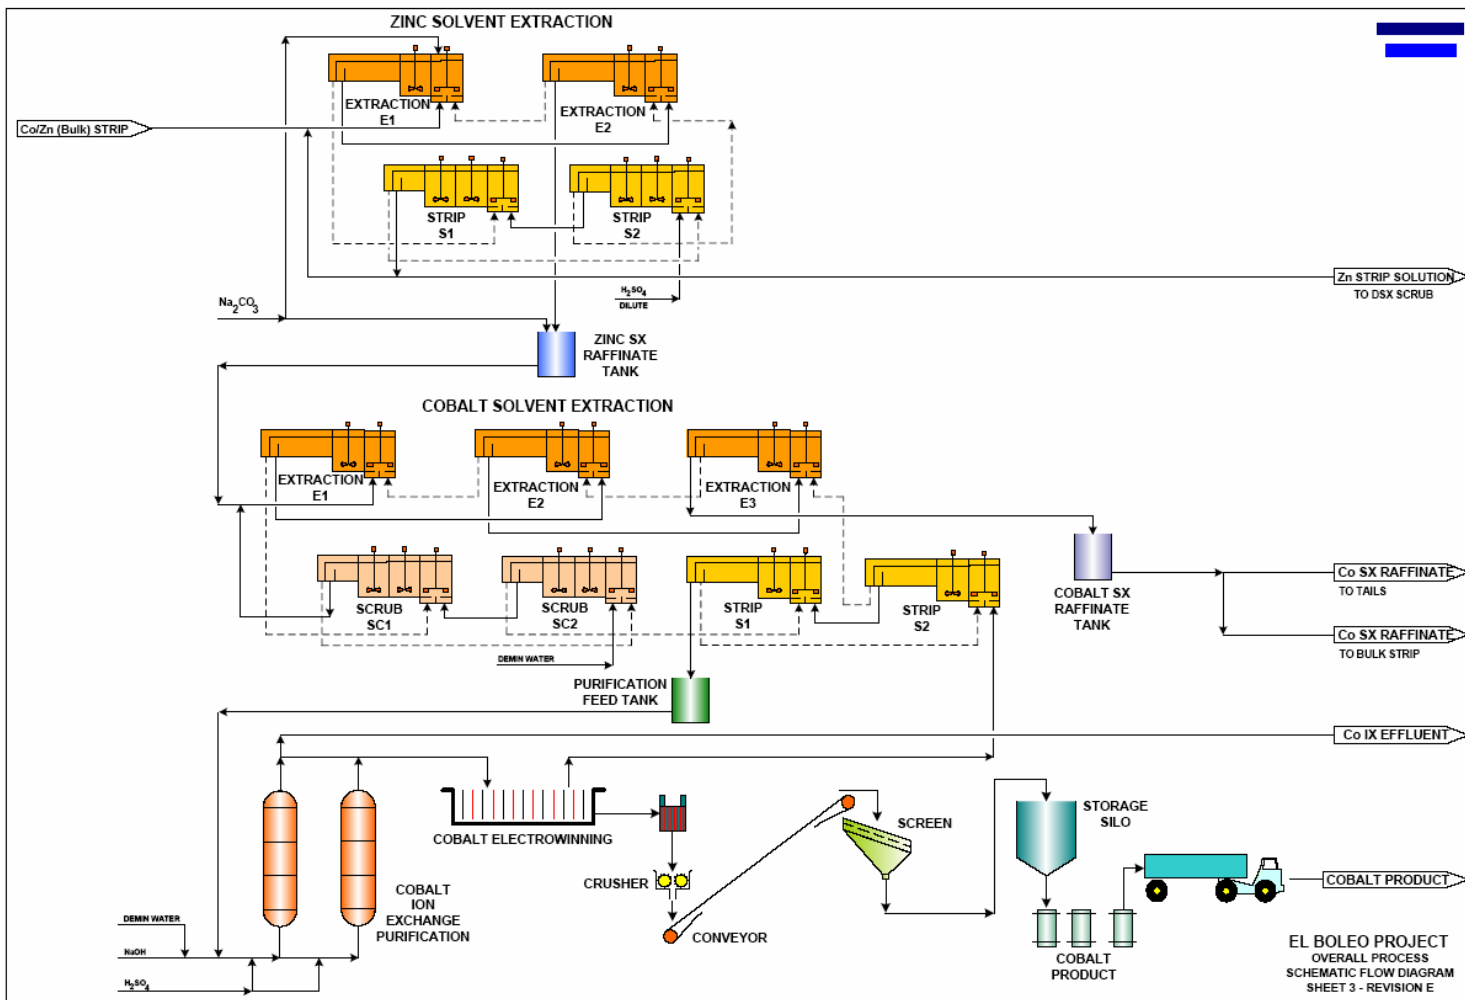 ZINC SOLVENT EXTRACTION
EXTRACTION
E1
EXTRACTION
E2
Co/Zn (Bulk) STRIP
STRIP
S1
STRIP
S2
Zn STRIP SOLUTION
TO DSX SCRUB
H2SO4
DILUTE
Na2CO3
ZINC SX
RAFFINATE
TANK
COBALT SOLVENT EXTRACTION
EXTRACTION
E1
EXTRACTION
E2
EXTRACTION
E3
SCRUB
SC1
SCRUB
SC2
STRIP
S1
STRIP
S2
COBALT SX
RAFFINATE
TANK
Co SX RAFFINATE
TO TAILS
Co SX RAFFINATE
TO BULK STRIP
DEMIN WATER
PURIFICATION
FEED TANK
Co IX EFFLUENT
COBALT ELECTROWINNING
CRUSHER
CONVEYOR
SCREEN
STORAGE
SILO
COBALT
ION
EXCHANGE
PURIFICATION
DEMIN WATER
NaOH
H2SO4
COBALT
PRODUCT
COBALT PRODUCT
EL BOLEO PROJECT
OVERALL PROCESS
SCHEMATIC FLOW DIAGRAM
SHEET 3 - REVISION E